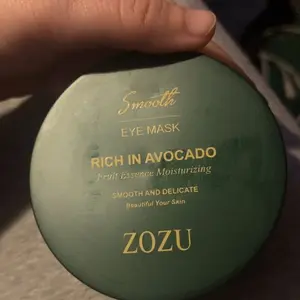 Smooth
EYE MASK
RICH IN AVOCADO
Fruit Essence Moisturizing
SMOOTH AND DELICATE
Beautiful Your Skin
ZOZU